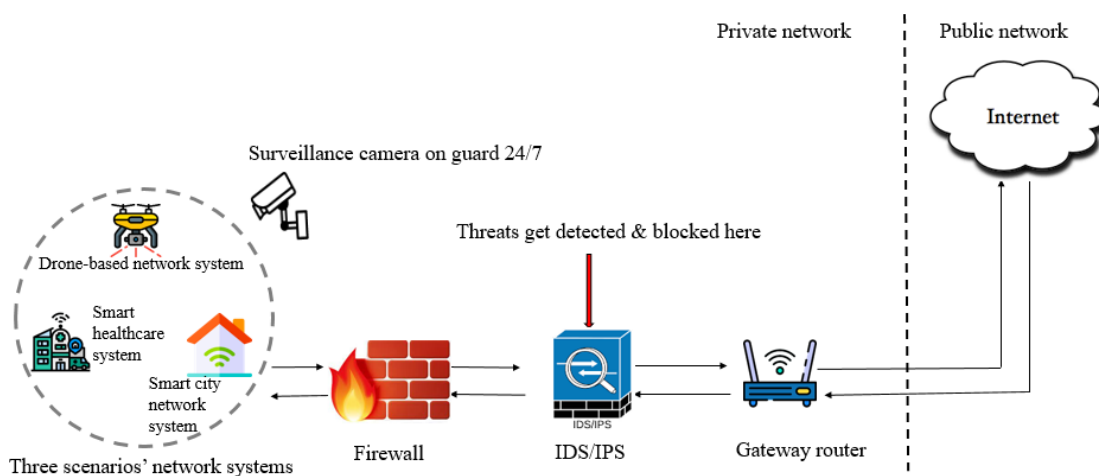 Private network
Public network
Internet
Surveillance camera on guard 24/7
Threats get detected & blocked here
Drone-based network system
Smart
healthcare
system
Smart city
network
system
IDS/IPS
Firewall
IDS/IPS
Gateway router
Three scenarios’ network systems